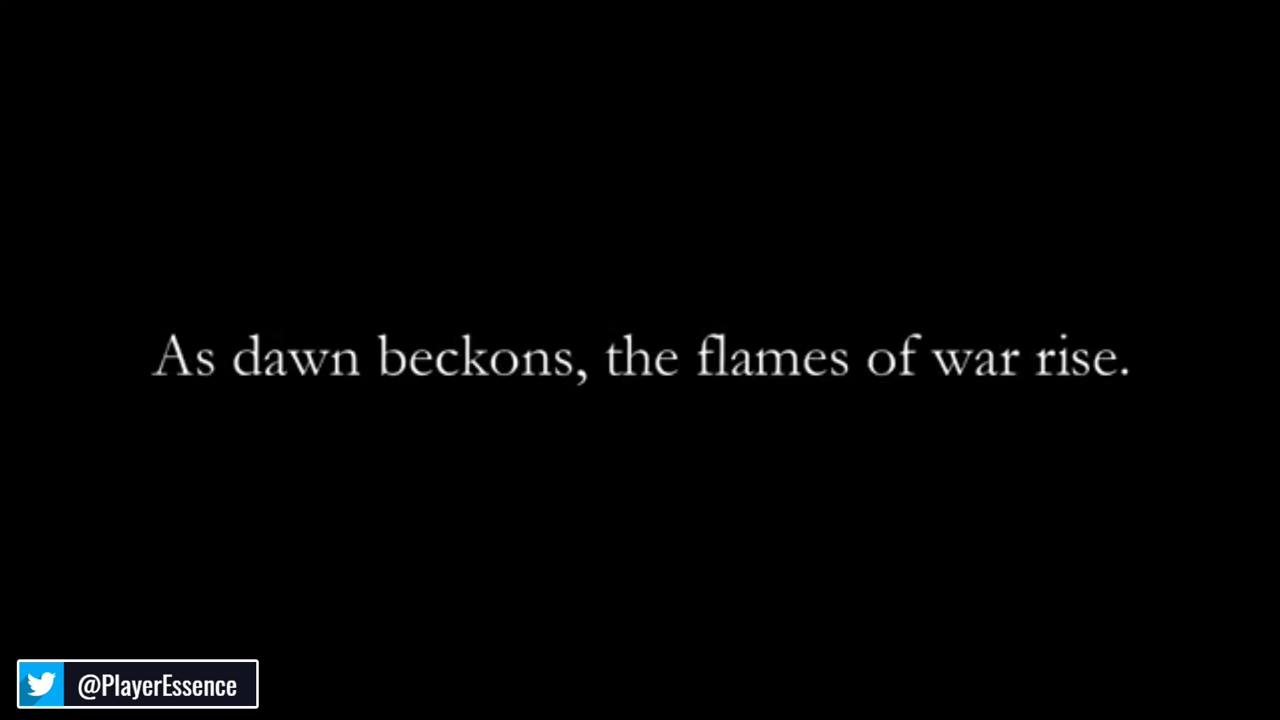 As dawn beckons, the flames of war rise.
@PlayerEssence